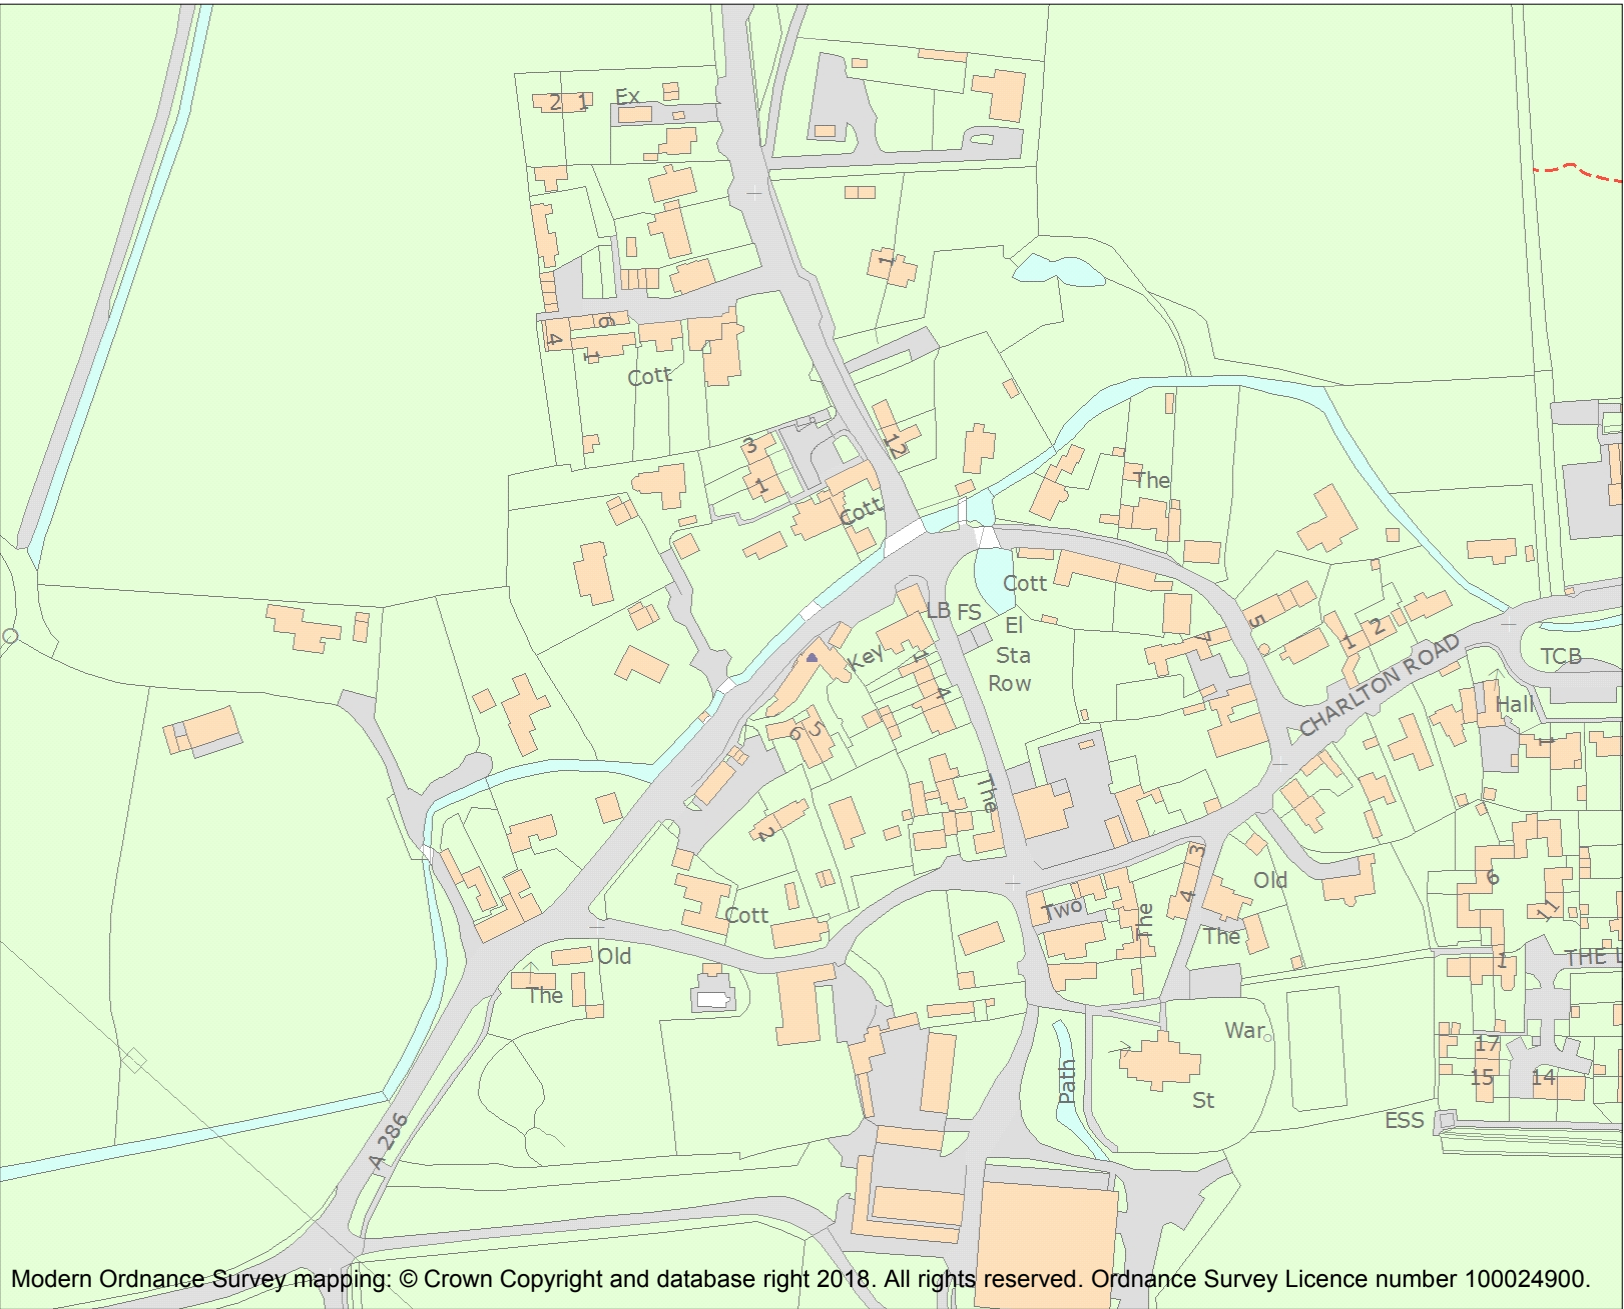 2 1
Ex
1
6
4
1
Cott
3
12
1
Cott
The
LB FS
Cott
El
Sta
Row
Key
1
4
5
7
1 2
CHARLTON ROAD
TCB
Hall
1
6 5
The
2
3
4
Old
6
11
Cott
Two
The
The
Old
The
1
THE L
War
17
15
14
Path
St
ESS
A 286
Modern Ordnance Survey mapping: © Crown Copyright and database right 2018. All rights reserved. Ordnance Survey Licence number 100024900.